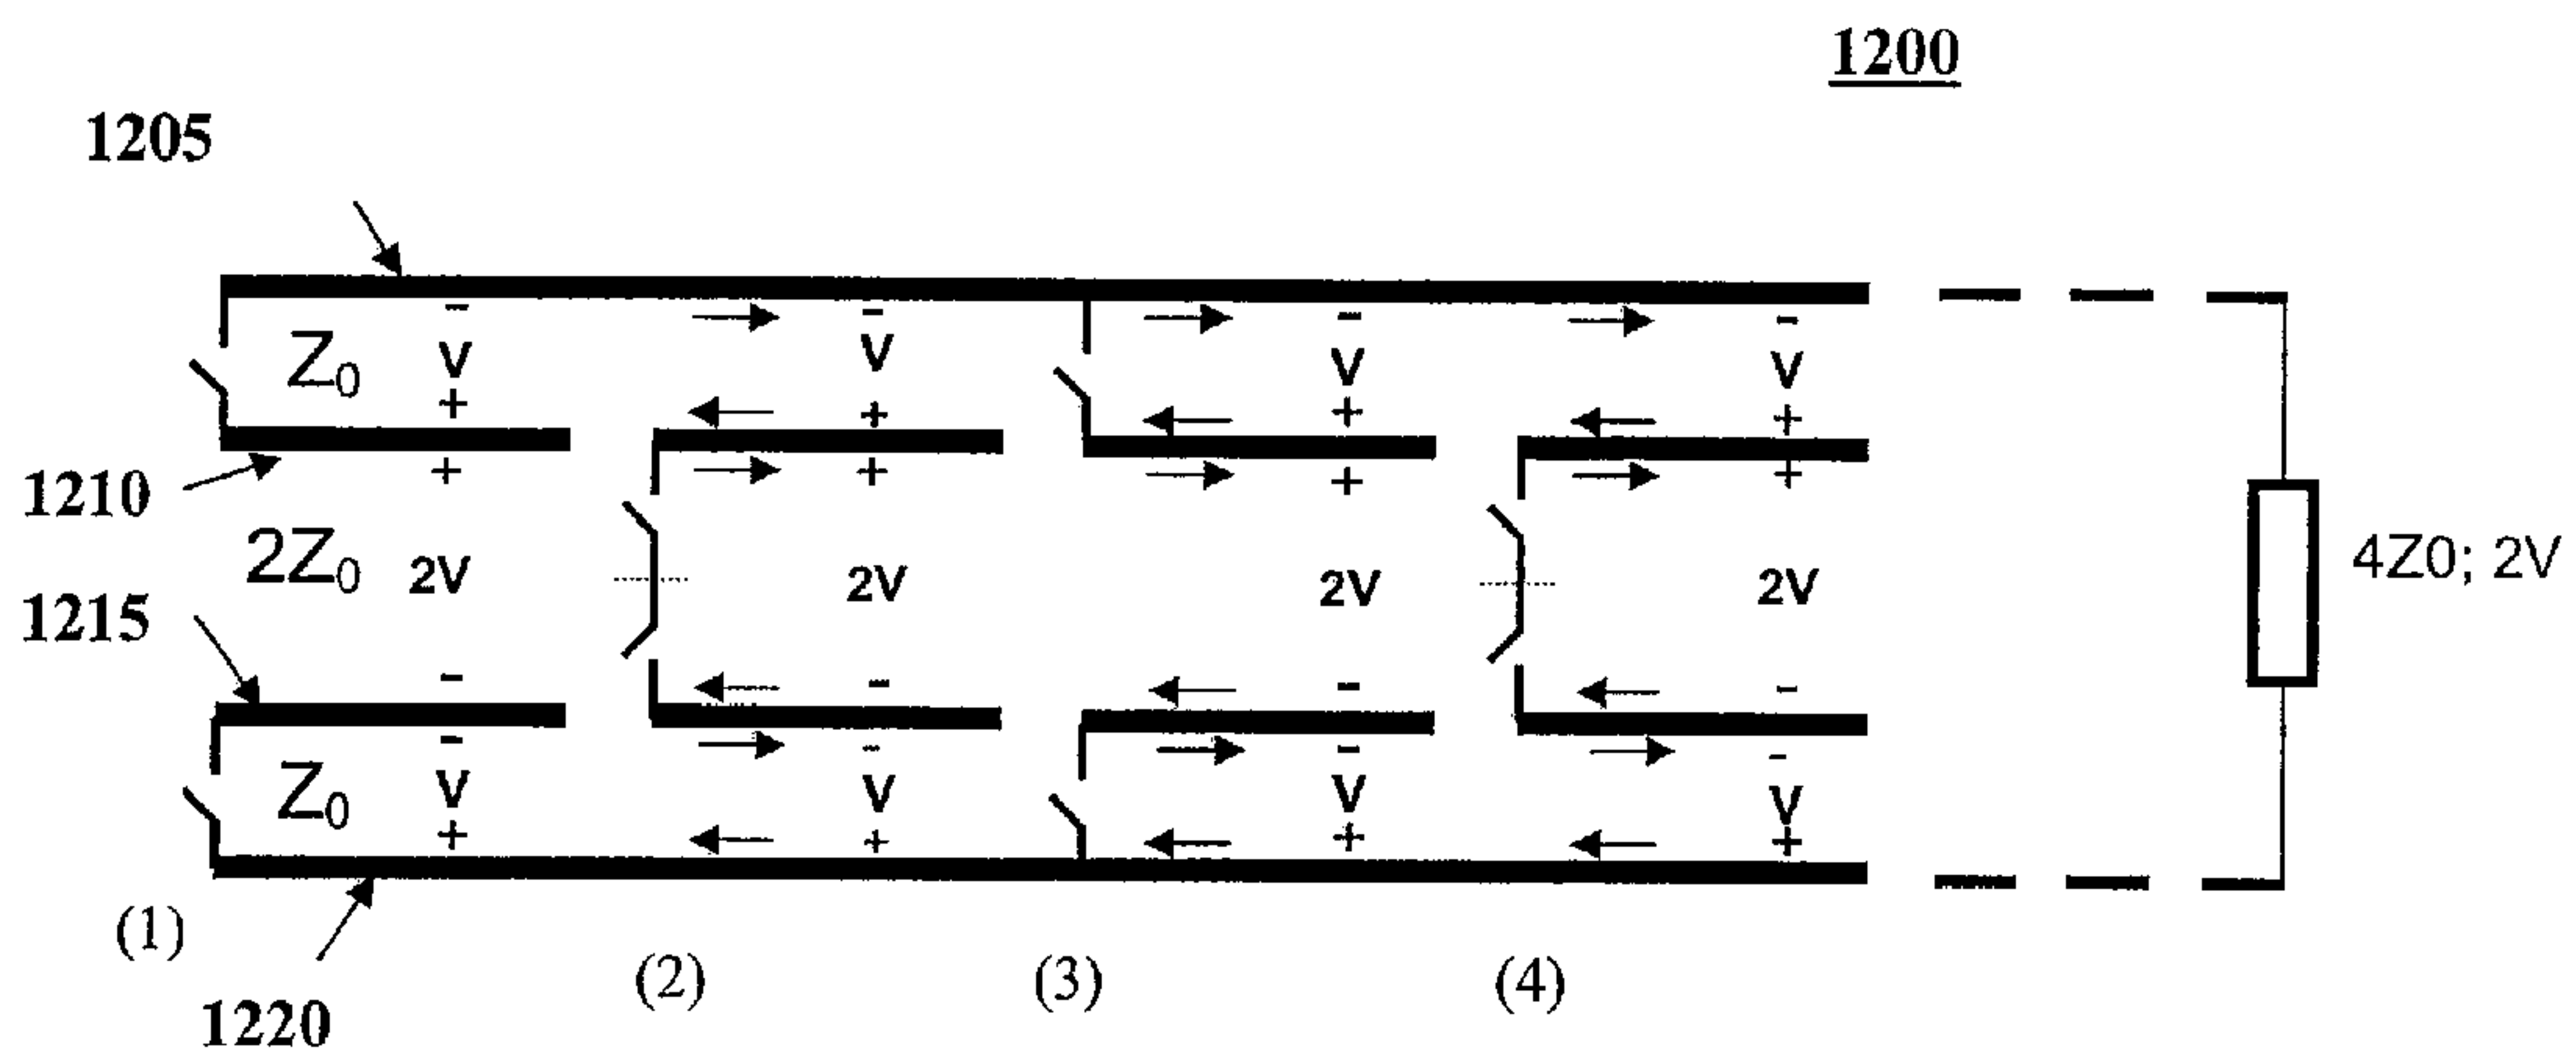 1200
1205
- - - -
Z₀ V V V V
+ + + +
1210 + + + +
2Z₀ 2V 2V 2V 2V 4Z0; 2V
1215
- - - -
- - - -
Z₀ V V V V
+ + + +
(1) (2) (3) (4)
1220